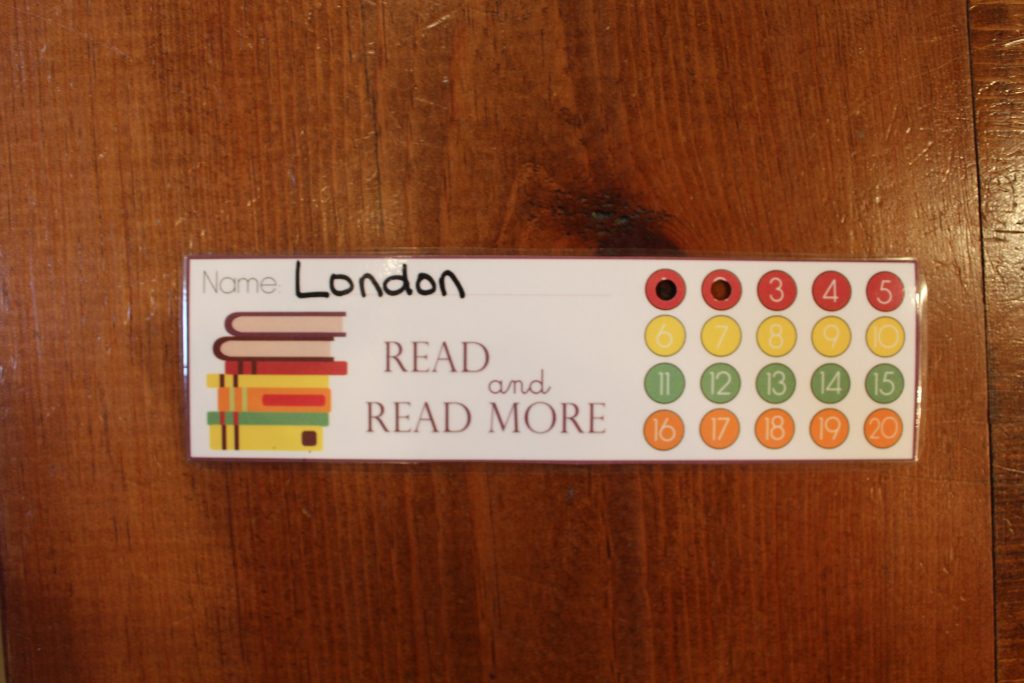 Name: London
READ
and
READ MORE
3 4 5
6 7 8 9 10
11 12 13 14 15
16 17 18 19 20